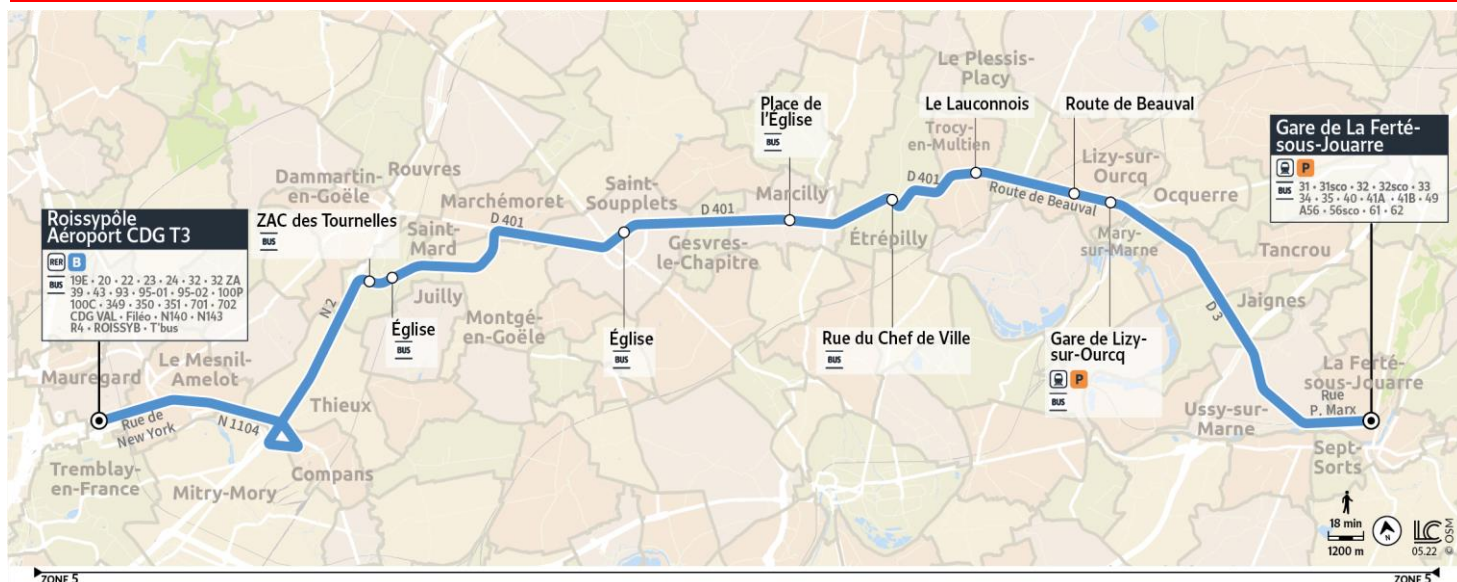 Le Plessis-
Placy
Place de
l'Église
BUS
Le Lauconnois
Route de Beauval
Trocy-
en-Multien
Lizy-sur-
Ourcq
Gare de La Ferté-
sous-Jouarre
P
BUS
31 • 31sco • 32 • 32sco • 33
34 • 35 • 40 • 41A • 41B • 49
A56 • 56sco • 61 • 62
Rouvres
Dammartin-
en-Goële
Marchémoret
Saint-
Soupplets
Marcilly
D 401
Route de Beauval
Ocquerre
Roissypôle
Aéroport CDG T3
RER B
BUS
19E • 20 • 22 • 23 • 24 • 32 • 32 ZA
39 • 43 • 93 • 95-01 • 95-02 • 100P
100C • 349 • 350 • 351 • 701 • 702
CDG VAL • Filéo • N140 • N143
R4 • ROISSYB • T'bus
ZAC des Tournelles
BUS
Saint-
Mard
D 401
D 401
Gesvres-
le-Chapitre
Étrépilly
Mary-
sur-Marne
Tancrou
Juilly
N 2
Montgé-
en-Goële
D 3
Jaignes
Église
BUS
Église
BUS
Rue du Chef de Ville
BUS
Gare de Lizy-
sur-Ourcq
P
BUS
Le Mesnil-
Amelot
Mauregard
Thieux
Rue de
New York
N 1104
La Ferté-
sous-Jouarre
Rue
P. Marx
Ussy-sur-
Marne
Tremblay-
en-France
Mitry-Mory
Compans
Sept-
Sorts
18 min
1200 m
N
LC
05.22
© OSM
ZONE 5
ZONE 5